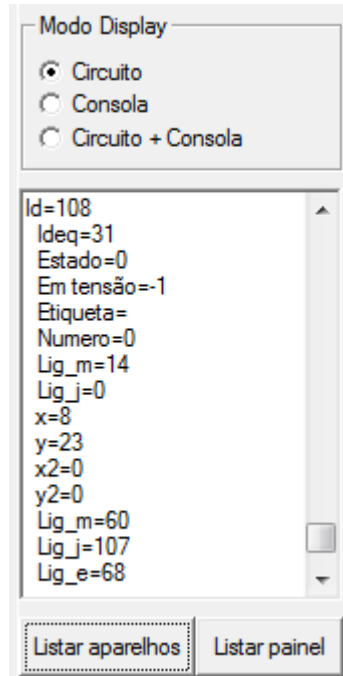 Modo Display
Circuito
Consola
Circuito + Consola
Id=108
Ideq=31
Estado=0
Em tensão=-1
Etiqueta=
Numero=0
Lig_m=14
Lig_j=0
x=8
y=23
x2=0
y2=0
Lig_m=60
Lig_j=107
Lig_e=68
Listar aparelhos
Listar painel